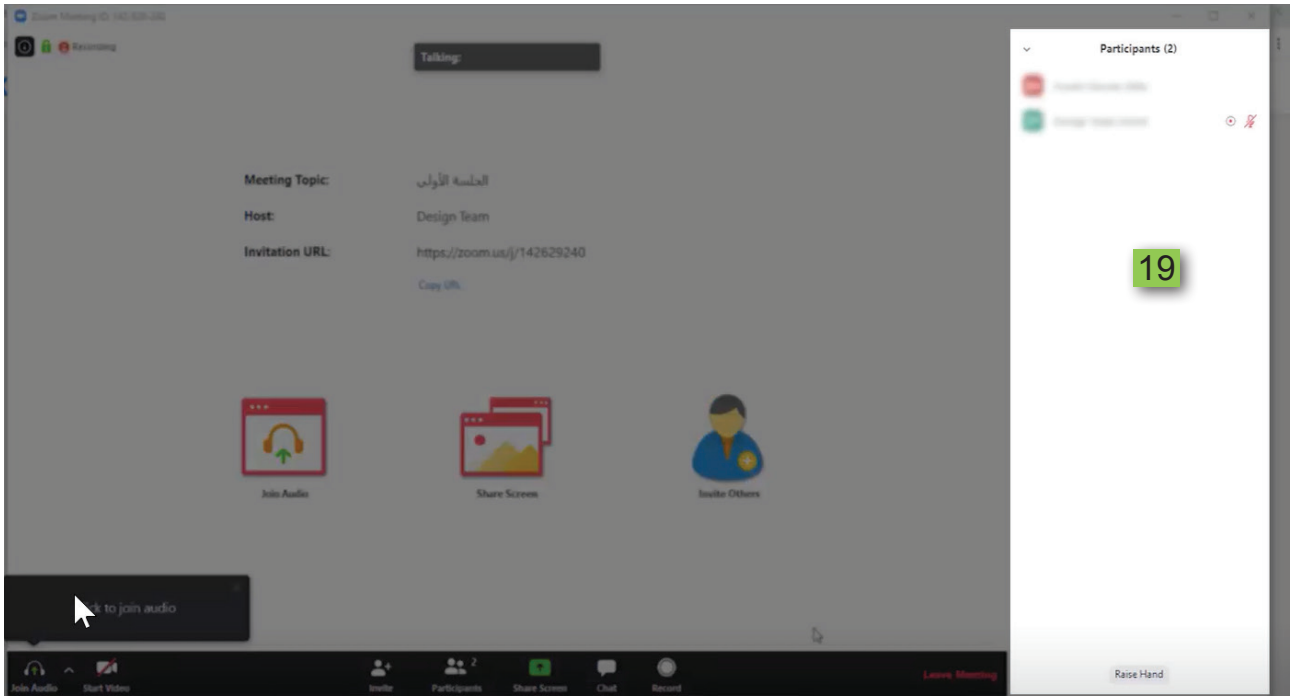 Recording
Talking:
Participants (2)
Meeting Topic: الجلسة الأولى
Host: Design Team
Invitation URL: https://zoom.us/j/142629240
Copy URL
19
Join Audio
Share Screen
Invite Others
to join audio
2
Join Audio
Start Video
Invite
Participants
Share Screen
Chat
Record
Leave Meeting
Raise Hand